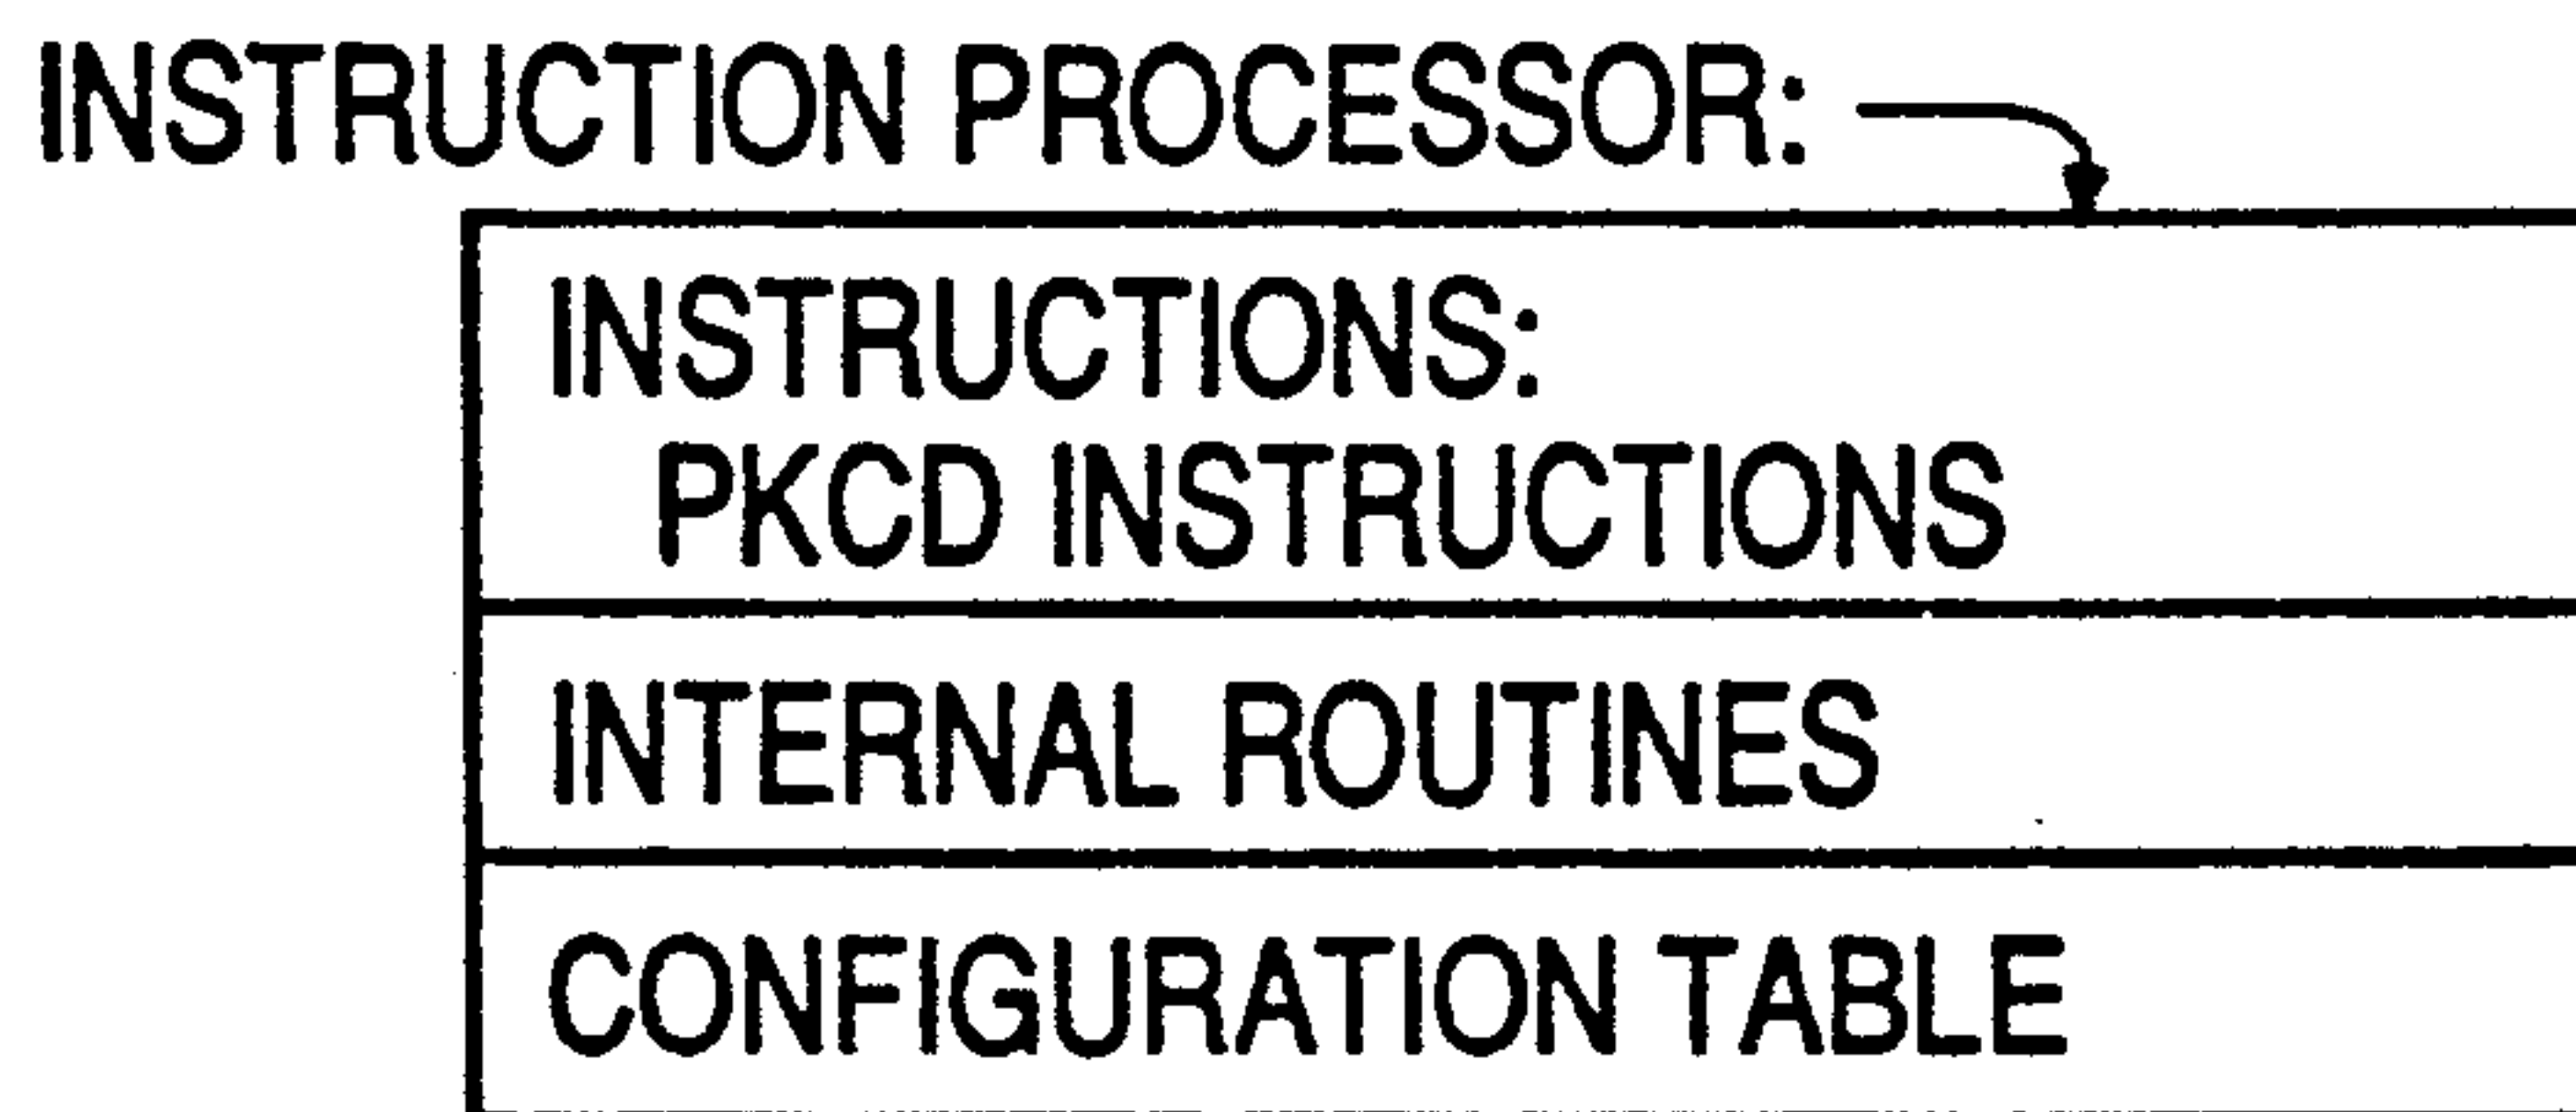 INSTRUCTION PROCESSOR:
INSTRUCTIONS:
PKCD INSTRUCTIONS
INTERNAL ROUTINES
CONFIGURATION TABLE